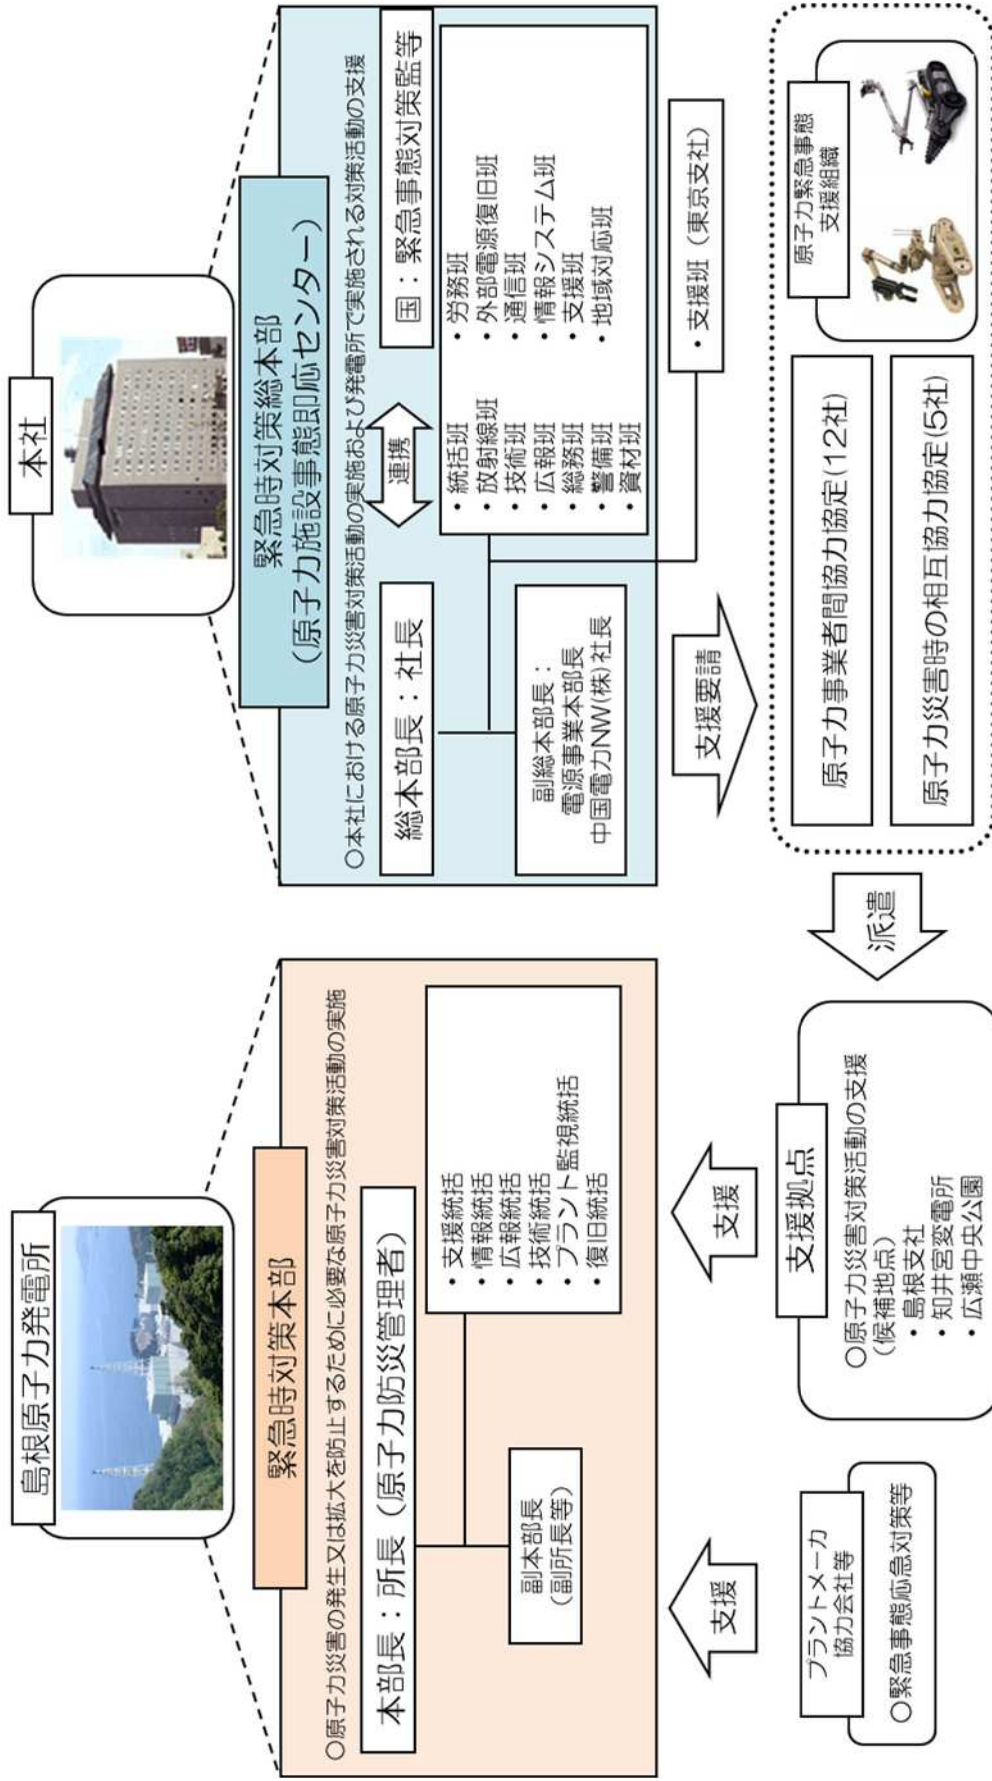 島根原子力発電所
緊急時対策本部
○原子力災害の発生又は拡大を防止するために必要な原子力災害対策活動の実施
本部長：所長（原子力防災管理者）
副本部長
(副所長等)
・支援統括
・情報統括
・広報統括
・技術統括
・プラント監視統括
・復旧統括
支援
支援
プラントメーカ
協力会社等
○緊急事態応急対策等
支援拠点
○原子力災害対策活動の支援
(候補地点)
・島根支社
・知井宮変電所
・広瀬中央公園
本社
緊急時対策総本部
(原子力施設事態即応センター)
○本社における原子力災害対策活動の実施および発電所で実施される対策活動の支援
総本部長：社長
連携
国：緊急事態対策監等
副総本部長：
電源事業本部長
中国電力NW(株)社長
・統括班
・放射線班
・技術班
・広報班
・総務班
・警備班
・資材班
・労務班
・外部電源復旧班
・通信班
・情報システム班
・支援班
・地域対応班
・支援班（東京支社）
支援要請
派遣
原子力事業者間協力協定(12社)
原子力災害時の相互協力協定(5社)
原子力緊急事態
支援組織